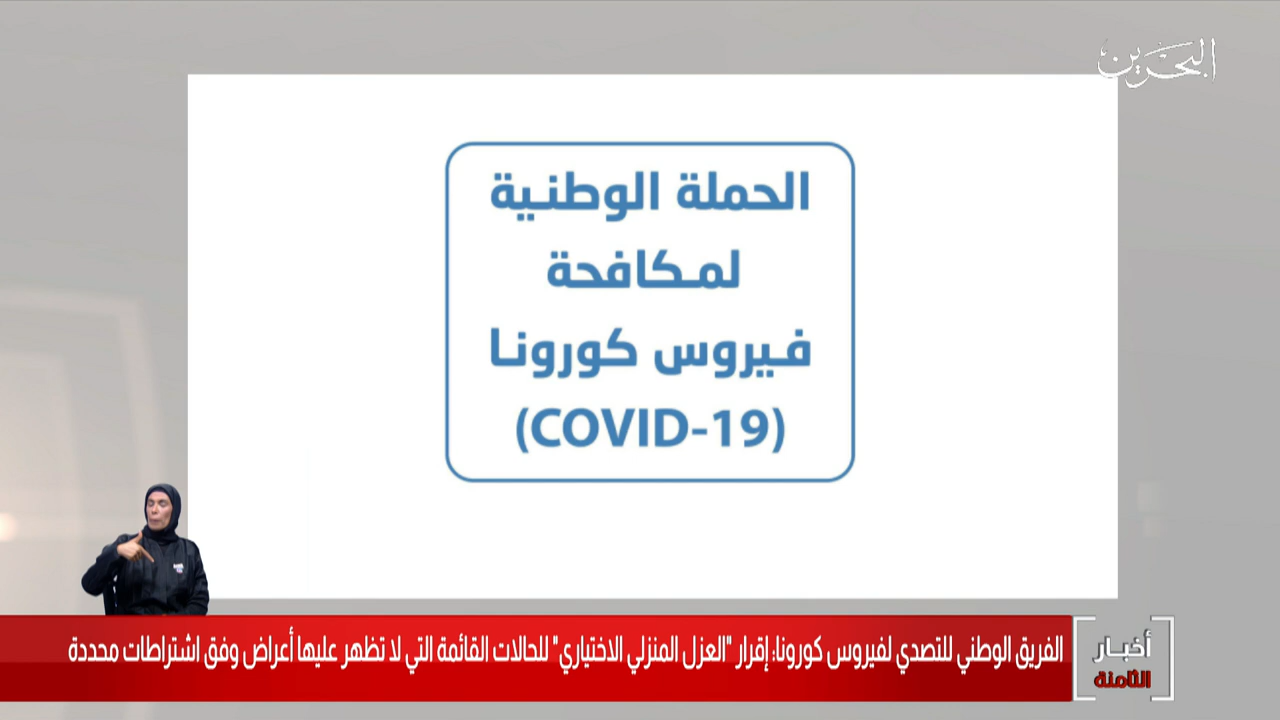 البحرين
الحملة الوطنية
لمكافحة
فيروس كورونا
(COVID-19)
الفريق الوطني للتصدي لفيروس كورونا: إقرار "العزل المنزلي الاختياري" للحالات القائمة التي لا تظهر عليها أعراض وفق اشتراطات محددة
أخبار
الثامنة